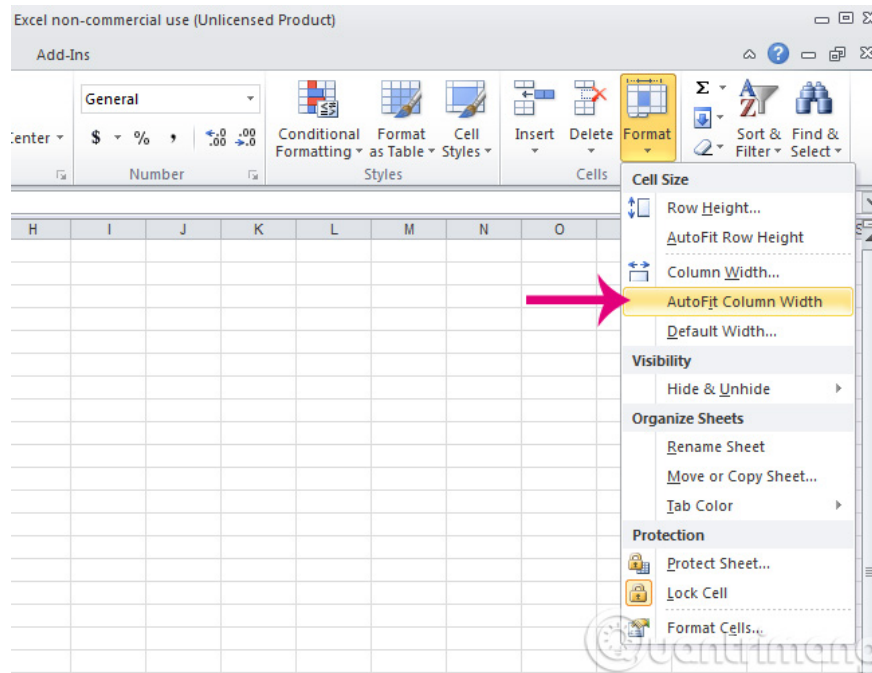 Excel non-commercial use (Unlicensed Product)
Add-Ins
General
Center
$ % , .00 .00
Conditional Formatting
Format as Table
Cell Styles
Insert
Delete
Format
Σ
Sort & Filter
Find & Select
Number
Styles
Cells
H I J K L M N O
Cell Size
Row Height...
AutoFit Row Height
Column Width...
AutoFit Column Width
Default Width...
Visibility
Hide & Unhide
Organize Sheets
Rename Sheet
Move or Copy Sheet...
Tab Color
Protection
Protect Sheet...
Lock Cell
Format Cells...
Quantrimang